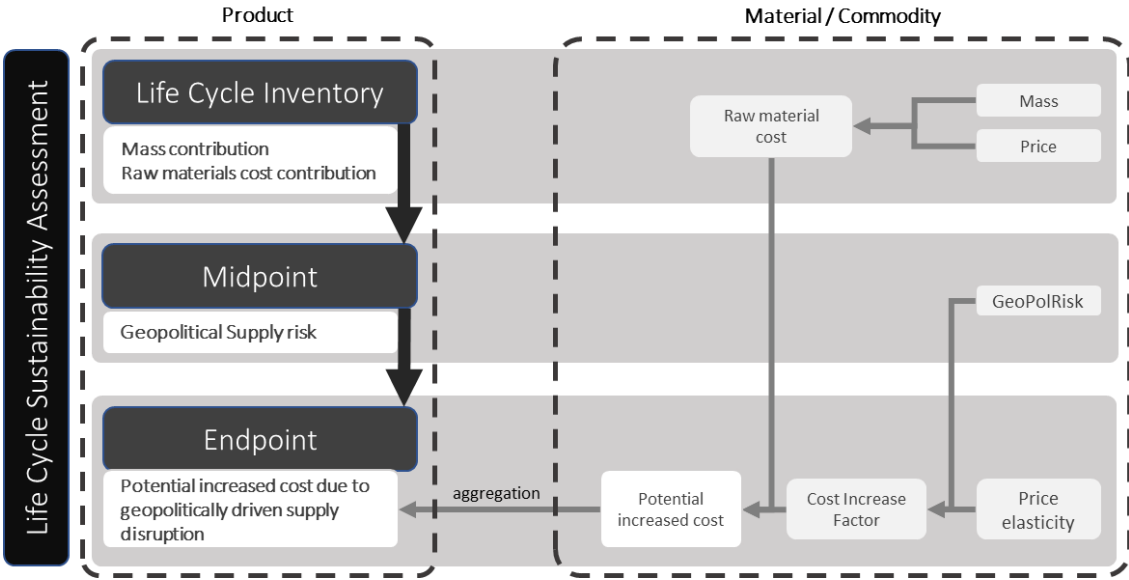 Product
Material / Commodity
Life Cycle Sustainability Assessment
Life Cycle Inventory
Mass contribution
Raw materials cost contribution
Raw material
cost
Mass
Price
Midpoint
Geopolitical Supply risk
GeoPolRisk
Endpoint
Potential increased cost due to
geopolitically driven supply
disruption
aggregation
Potential
increased cost
Cost Increase
Factor
Price
elasticity